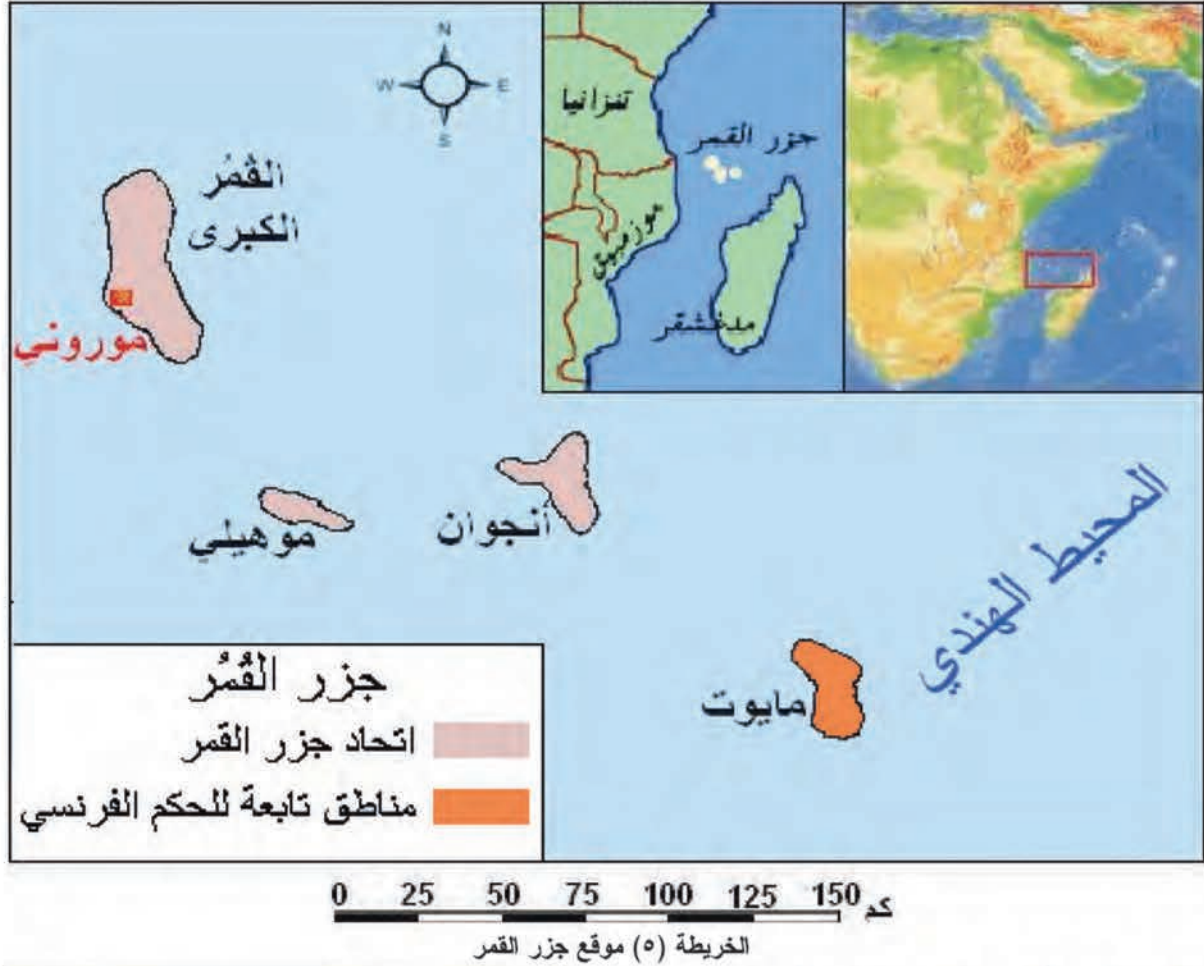 N
W E
S
القُمُر
الكبرى
موروني
موهيلي
أنجوان
مايوت
المحيط الهندي
تنزانيا
جزر القمر
موزمبيق
مدخشقر
جزر القُمُر
اتحاد جزر القمر
مناطق تابعة للحكم الفرنسي
0 25 50 75 100 125 150 كم
الخريطة (٥) موقع جزر القمر